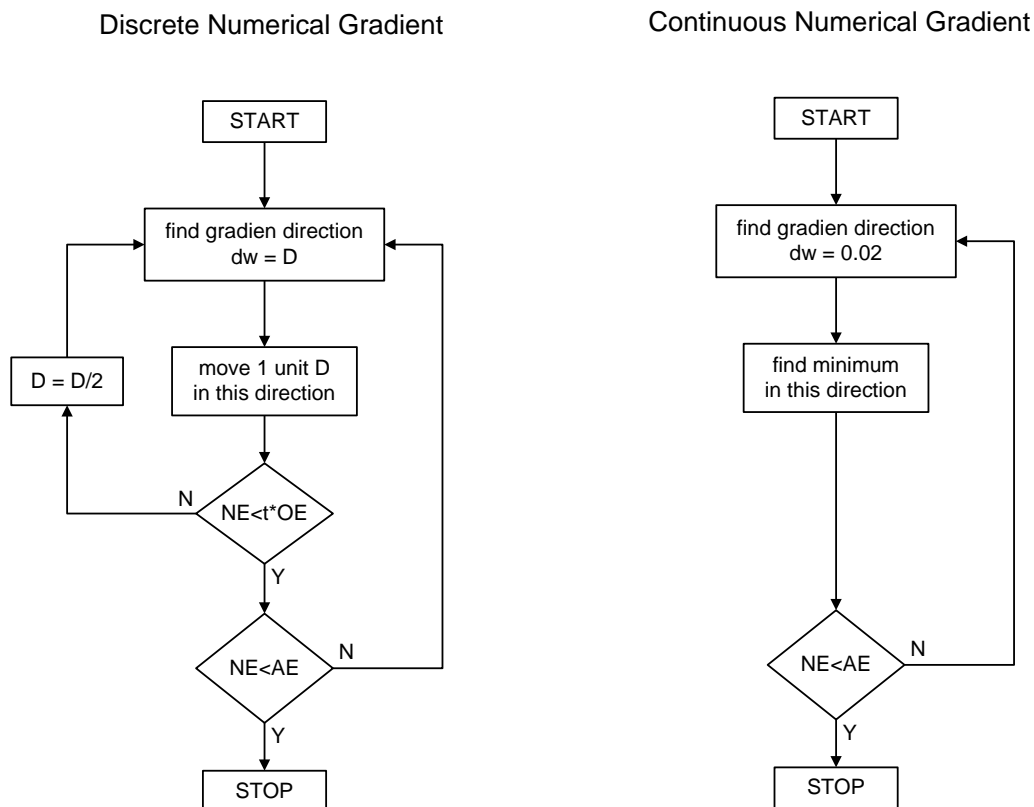 Discrete Numerical Gradient
START
find gradien direction
dw = D
move 1 unit D
in this direction
D = D/2
N
NE<t*OE
Y
NE<AE
N
Y
STOP
Continuous Numerical Gradient
START
find gradien direction
dw = 0.02
find minimum
in this direction
NE<AE
N
Y
STOP